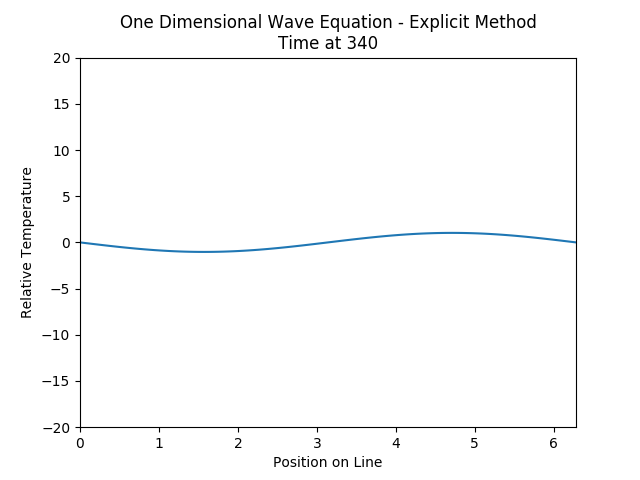 One Dimensional Wave Equation - Explicit Method
Time at 340
20
15
10
5
0
−5
−10
−15
−20
Relative Temperature
0 1 2 3 4 5 6
Position on Line